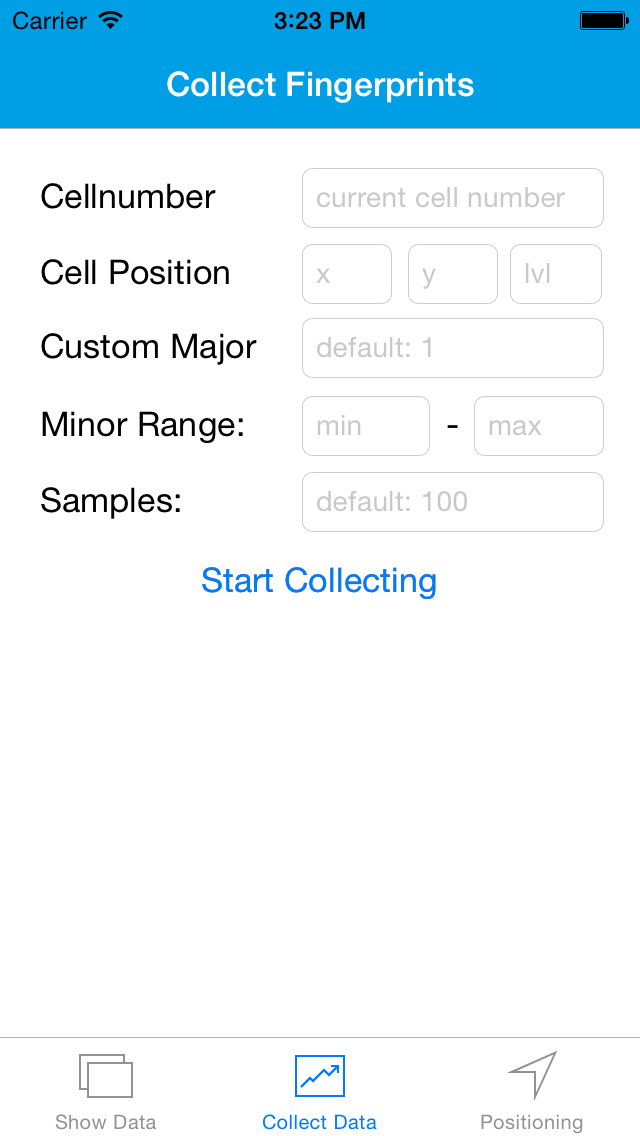 Carrier 3:23 PM
Collect Fingerprints
Cellnumber current cell number
Cell Position x y lvl
Custom Major default: 1
Minor Range: min - max
Samples: default: 100
Start Collecting
Show Data Collect Data Positioning